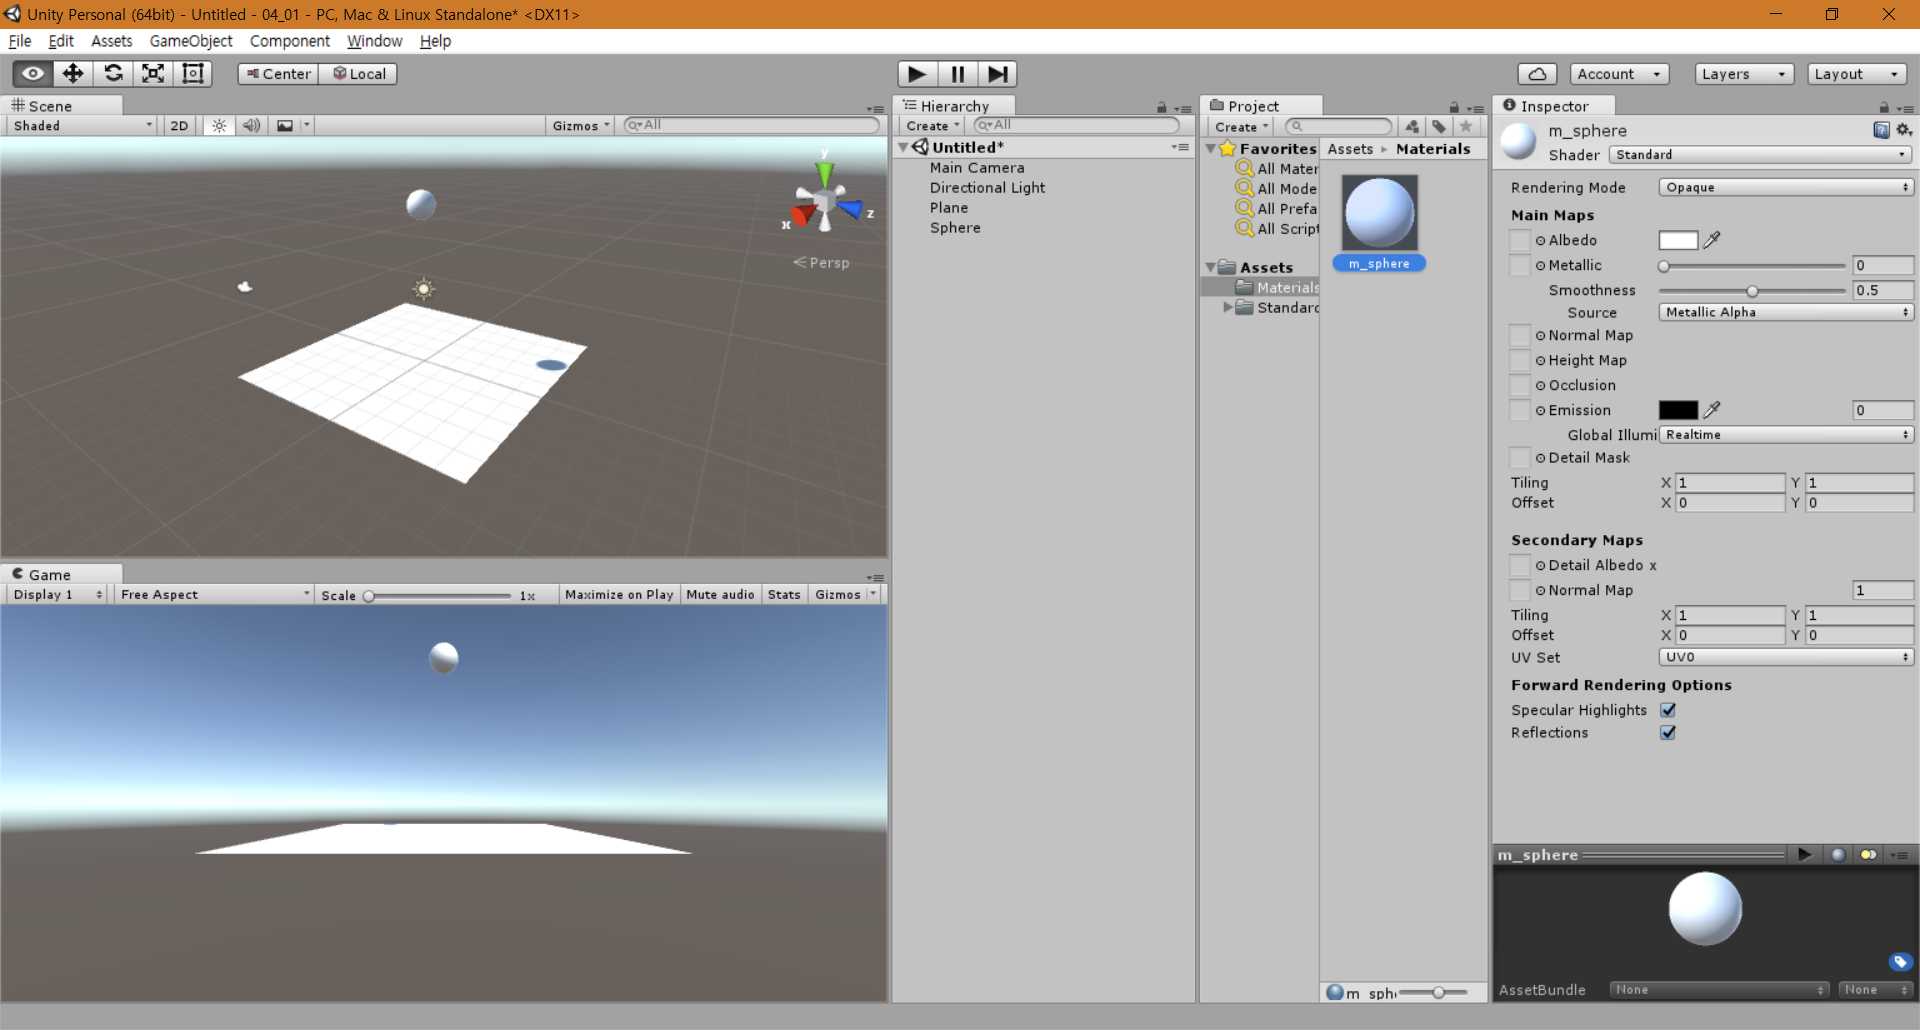 Unity Personal (64bit) - Untitled - 04_01 - PC, Mac & Linux Standalone* <DX11>
File Edit Assets GameObject Component Window Help
Center Local Account Layers Layout
Scene
Shaded 2D Gizmos All
y
x
z
Persp
Game
Display 1 Free Aspect Scale 1x Maximize on Play Mute audio Stats Gizmos
Hierarchy
Create All
Untitled*
Main Camera
Directional Light
Plane
Sphere
Project
Create
Favorites
All Mater
All Mode
All Prefa
All Script
Assets
Materials
Standard
Assets Materials
m_sphere
m_sph
Inspector
m_sphere
Shader Standard
Rendering Mode Opaque
Main Maps
Albedo
Metallic 0
Smoothness 0.5
Source Metallic Alpha
Normal Map
Height Map
Occlusion
Emission 0
Global Illumi Realtime
Detail Mask
Tiling X 1 Y 1
Offset X 0 Y 0
Secondary Maps
Detail Albedo x
Normal Map 1
Tiling X 1 Y 1
Offset X 0 Y 0
UV Set UV0
Forward Rendering Options
Specular Highlights
Reflections
m_sphere
AssetBundle None None